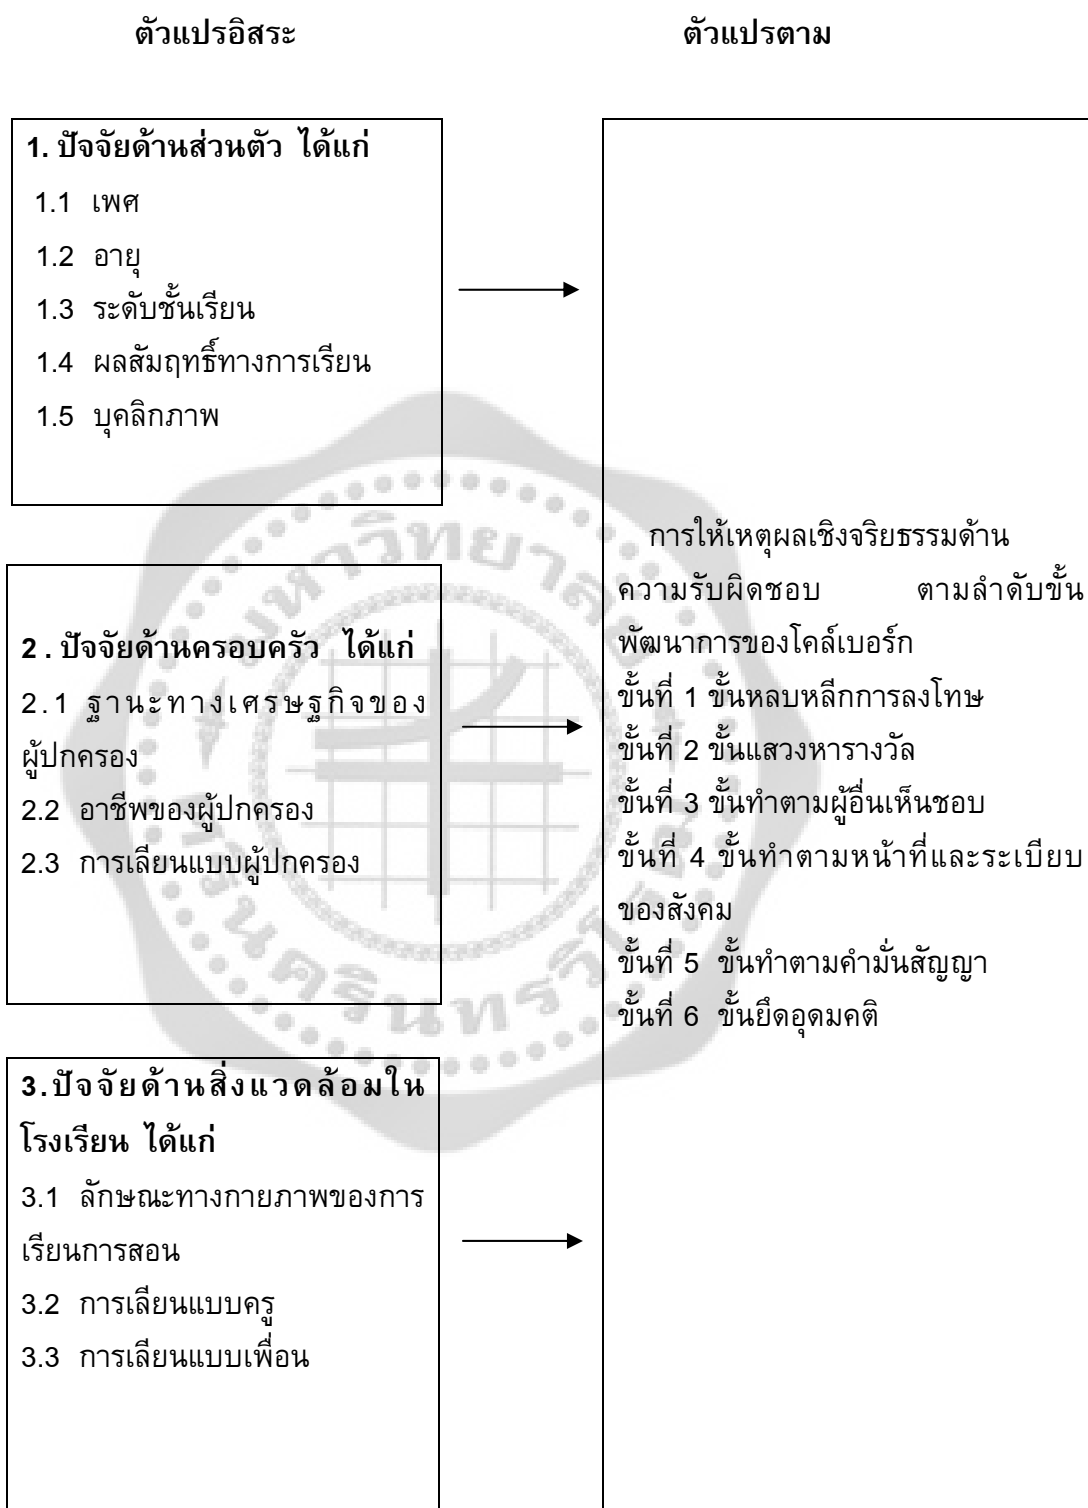 ตัวแปรอิสระ
ตัวแปรตาม
1. ปัจจัยด้านส่วนตัว ได้แก่
1.1 เพศ
1.2 อายุ
1.3 ระดับชั้นเรียน
1.4 ผลสัมฤทธิ์ทางการเรียน
1.5 บุคลิกภาพ
2 . ปัจจัยด้านครอบครัว ได้แก่
2.1 ฐานะทางเศรษฐกิจของ
ผู้ปกครอง
2.2 อาชีพของผู้ปกครอง
2.3 การเลียนแบบผู้ปกครอง
3.ปัจจัยด้านสิ่งแวดล้อมใน
โรงเรียน ได้แก่
3.1 ลักษณะทางกายภาพของการ
เรียนการสอน
3.2 การเลียนแบบครู
3.3 การเลียนแบบเพื่อน
การให้เหตุผลเชิงจริยธรรมด้าน
ความรับผิดชอบ ตามลำดับขั้น
พัฒนาการของโคล์เบอร์ก
ขั้นที่ 1 ขั้นหลบหลีกการลงโทษ
ขั้นที่ 2 ขั้นแสวงหารางวัล
ขั้นที่ 3 ขั้นทำตามผู้อื่นเห็นชอบ
ขั้นที่ 4 ขั้นทำตามหน้าที่และระเบียบ
ของสังคม
ขั้นที่ 5 ขั้นทำตามคำมั่นสัญญา
ขั้นที่ 6 ขั้นยึดอุดมคติ
มหาวิทยาลัย
ศรีนครินทรวิโรฒ